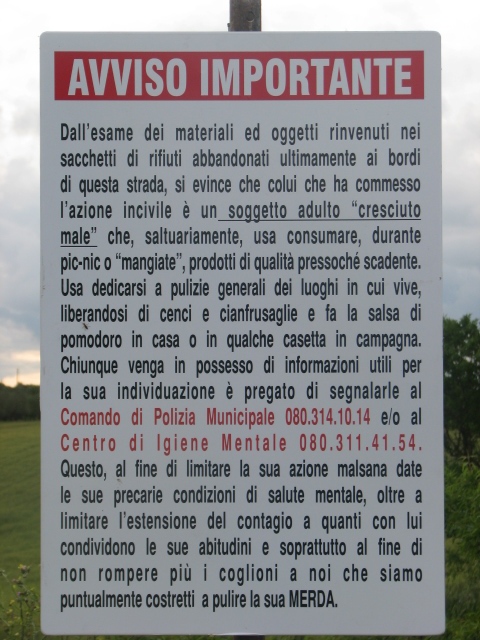 AVVISO IMPORTANTE
Dall'esame dei materiali ed oggetti rinvenuti nei
sacchetti di rifiuti abbandonati ultimamente ai bordi
di questa strada, si evince che colui che ha commesso
l'azione incivile è un soggetto adulto "cresciuto
male" che, saltuariamente, usa consumare, durante
pic-nic o "mangiate", prodotti di qualità pressoché scadente.
Usa dedicarsi a pulizie generali dei luoghi in cui vive,
liberandosi di cenci e cianfrusaglie e fa la salsa di
pomodoro in casa o in qualche casetta in campagna.
Chiunque venga in possesso di informazioni utili per
la sua individuazione è pregato di segnalarle al
Comando di Polizia Municipale 080.314.10.14 e/o al
Centro di Igiene Mentale 080.311.41.54.
Questo, al fine di limitare la sua azione malsana date
le sue precarie condizioni di salute mentale, oltre a
limitare l'estensione del contagio a quanti con lui
condividono le sue abitudini e soprattutto al fine di
non rompere più i coglioni a noi che siamo
puntualmente costretti a pulire la sua MERDA.